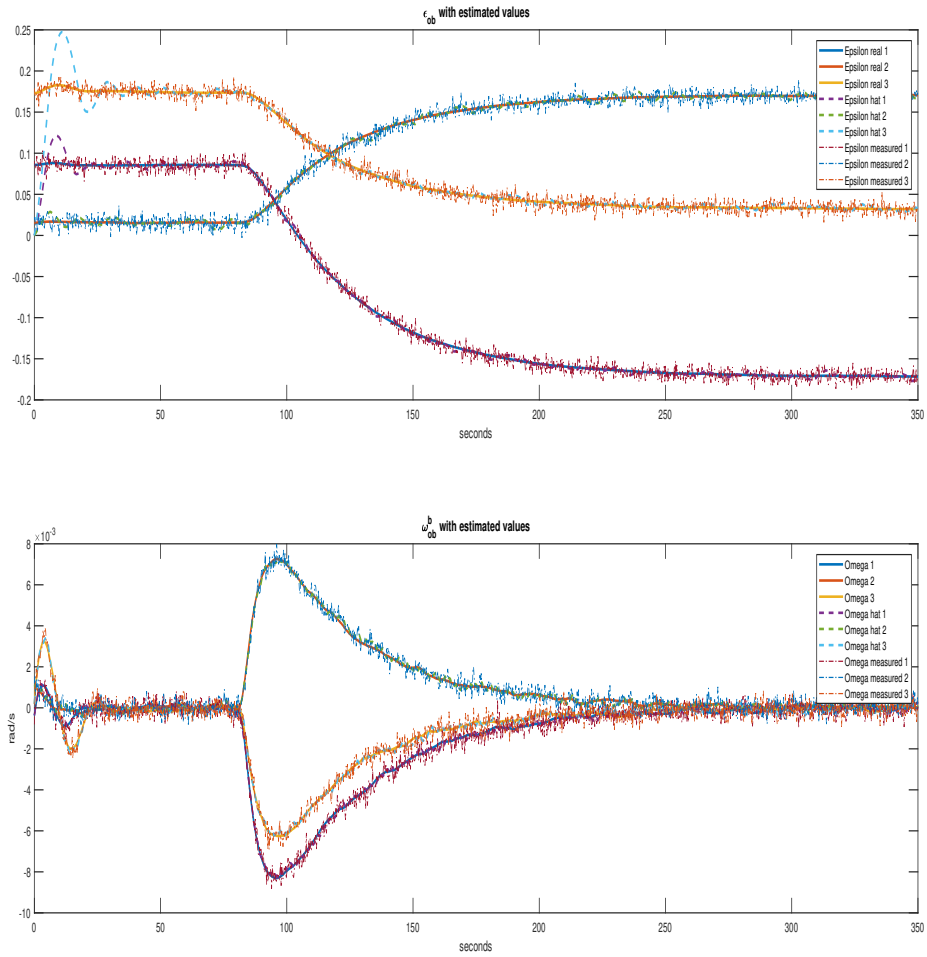 ϵob with estimated values
0.25
0.2
0.15
0.1
0.05
0
-0.05
-0.1
-0.15
-0.2
Epsilon real 1
Epsilon real 2
Epsilon real 3
Epsilon hat 1
Epsilon hat 2
Epsilon hat 3
Epsilon measured 1
Epsilon measured 2
Epsilon measured 3
0 50 100 150 200 250 300 350
seconds
ω^b_ob with estimated values
×10^-3
8
6
4
2
0
-2
-4
-6
-8
-10
rad/s
Omega 1
Omega 2
Omega 3
Omega hat 1
Omega hat 2
Omega hat 3
Omega measured 1
Omega measured 2
Omega measured 3
0 50 100 150 200 250 300 350
seconds